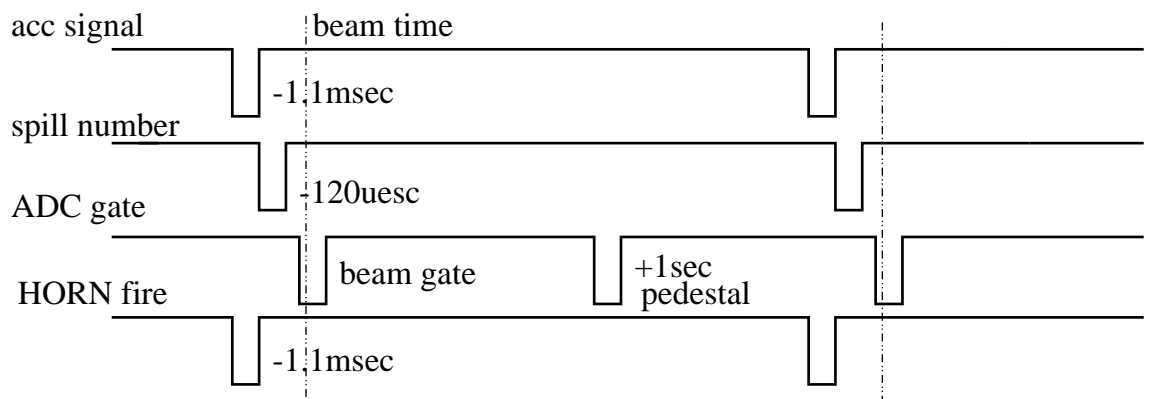 acc signal
beam time
-1.1msec
spill number
-120uesc
ADC gate
beam gate
+1sec
pedestal
HORN fire
-1.1msec